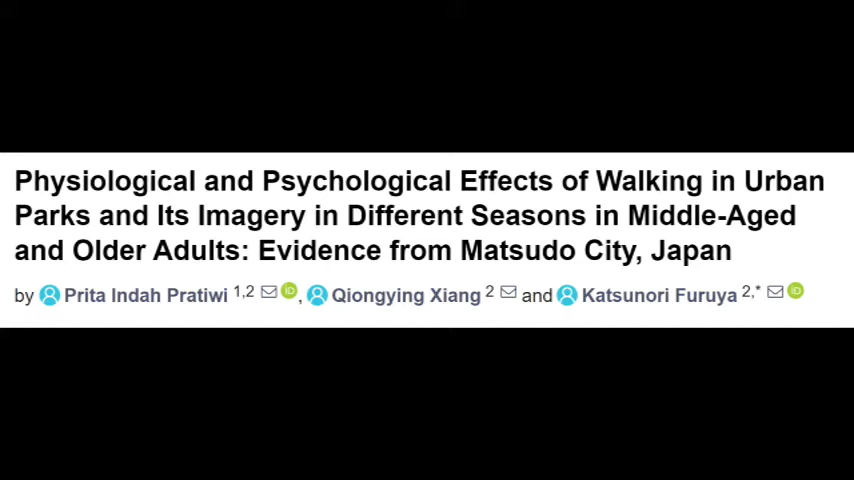 Physiological and Psychological Effects of Walking in Urban
Parks and Its Imagery in Different Seasons in Middle-Aged
and Older Adults: Evidence from Matsudo City, Japan
by Prita Indah Pratiwi 1,2 iD, Qiongying Xiang 2 and Katsunori Furuya 2,* iD